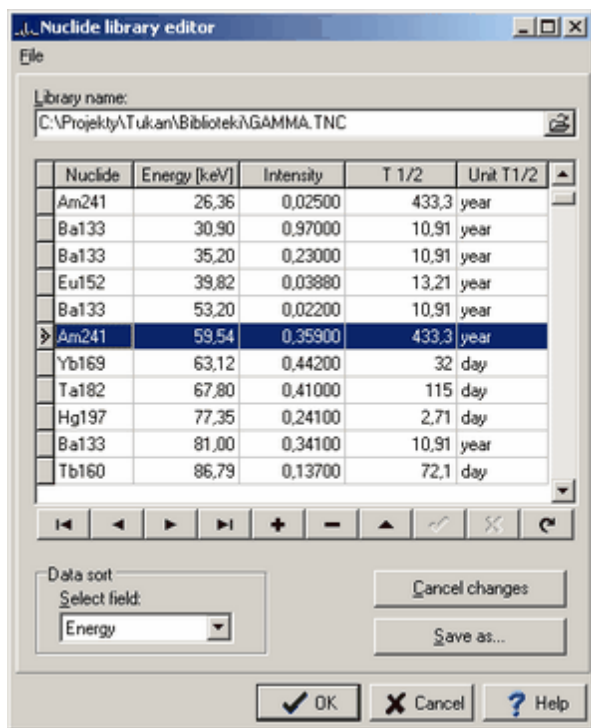 Nuclide library editor
File
Library name:
C:\Projekty\Tukan\Biblioteki\GAMMA.TNC
Nuclide Energy [keV] Intensity T 1/2 Unit T1/2
Am241 26,36 0,02500 433,3 year
Ba133 30,90 0,97000 10,91 year
Ba133 35,20 0,23000 10,91 year
Eu152 39,82 0,03880 13,21 year
Ba133 53,20 0,02200 10,91 year
Am241 59,54 0,35900 433,3 year
Yb169 63,12 0,44200 32 day
Ta182 67,80 0,41000 115 day
Hg197 77,35 0,24100 2,71 day
Ba133 81,00 0,34100 10,91 year
Tb160 86,79 0,13700 72,1 day
Data sort
Select field:
Energy
Cancel changes
Save as...
OK Cancel Help